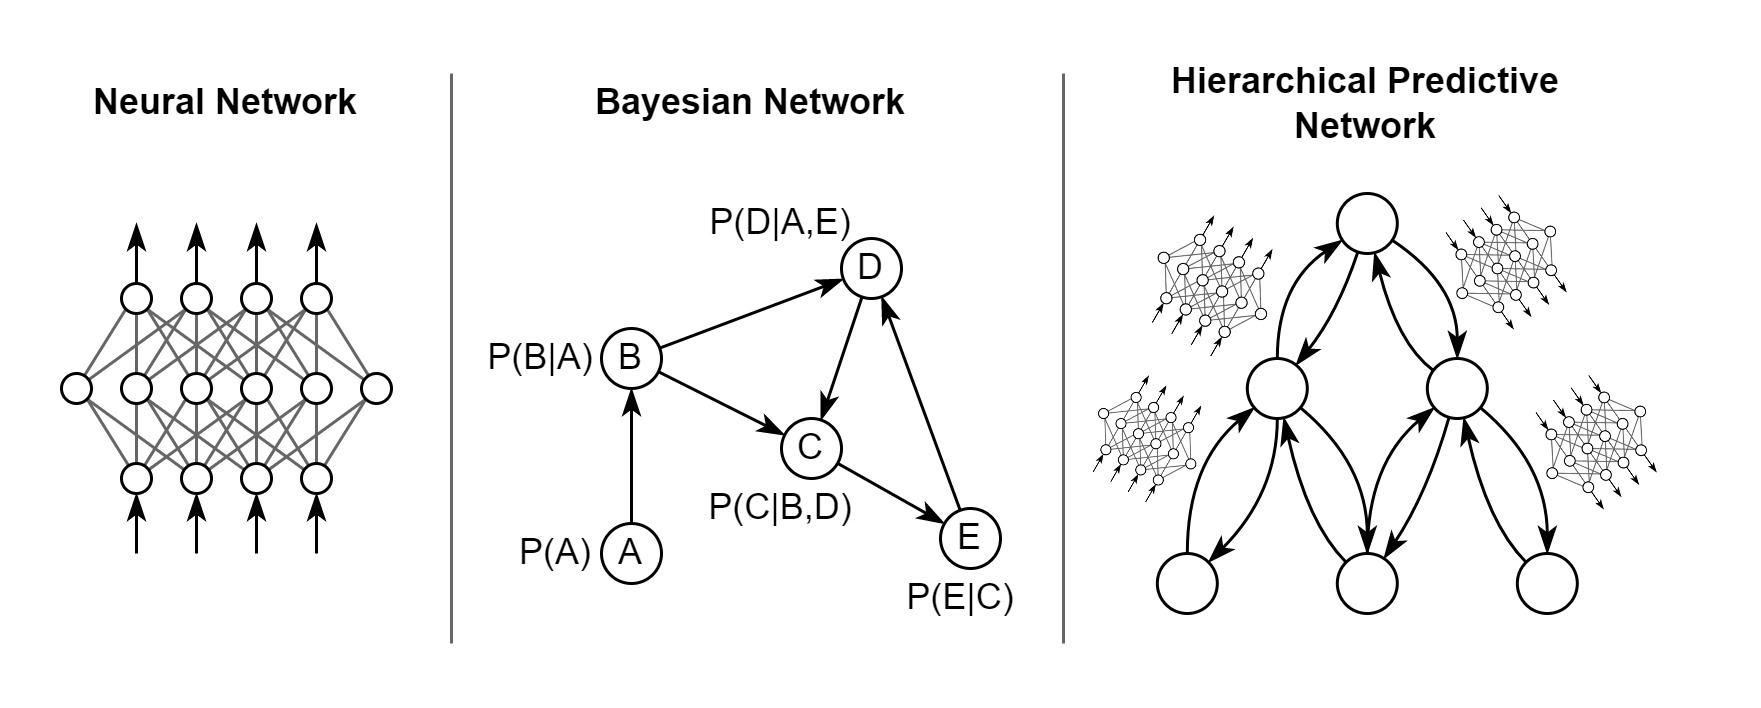 Neural Network
Bayesian Network
P(D|A,E)
D
P(B|A)
B
C
P(C|B,D)
P(A)
A
E
P(E|C)
Hierarchical Predictive
Network